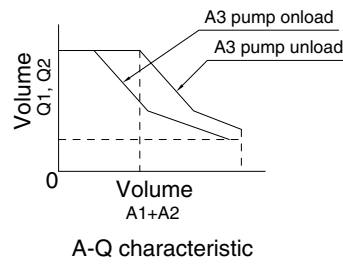 A3 pump onload
A3 pump unload
Volume
Q1, Q2
0
Volume
A1+A2
A-Q characteristic